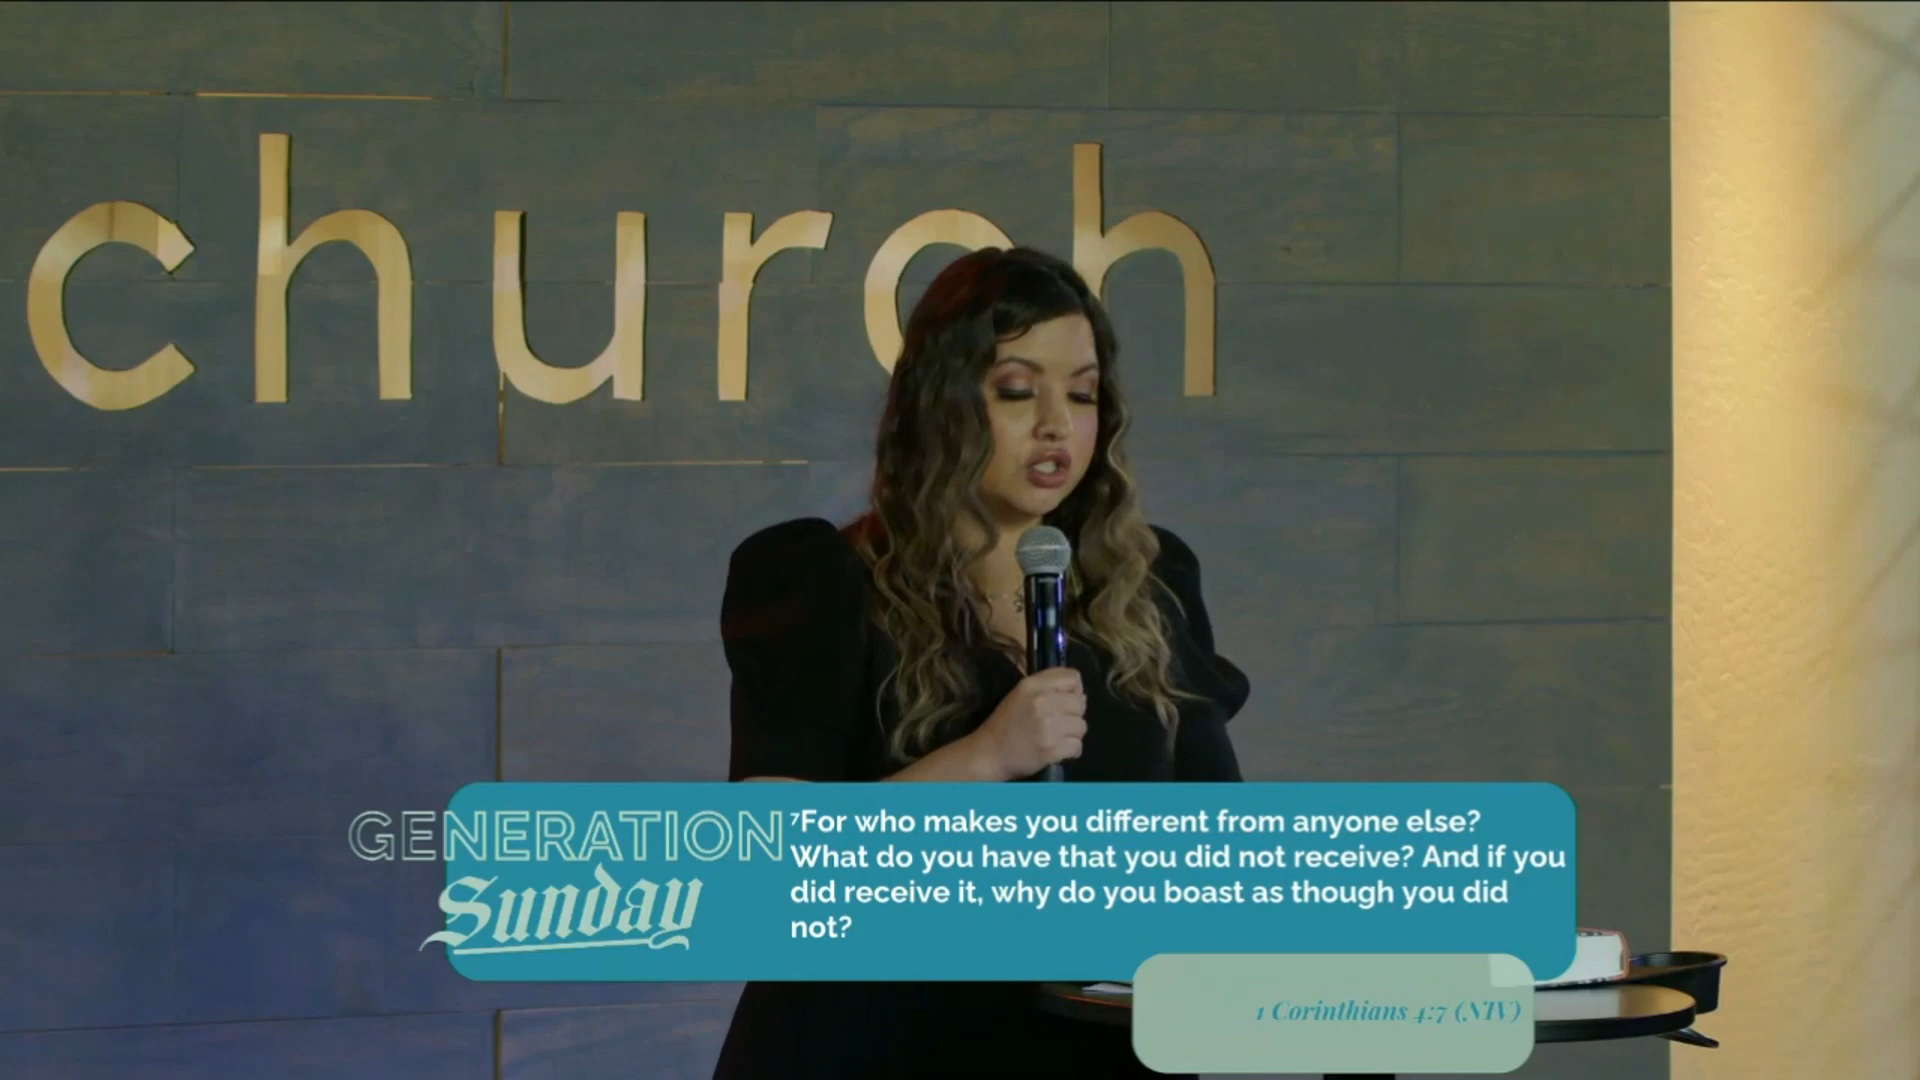 church
GENERATION
Sunday
⁷For who makes you different from anyone else?
What do you have that you did not receive? And if you
did receive it, why do you boast as though you did
not?
1 Corinthians 4:7 (NIV)